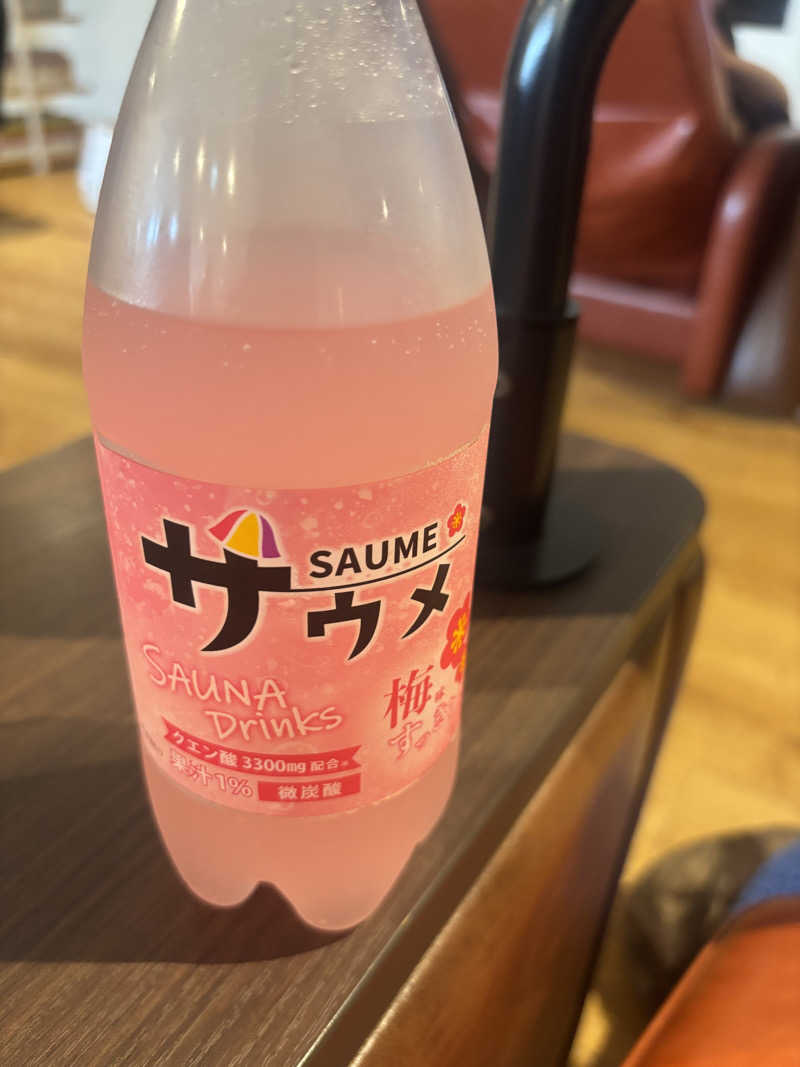 SAUME
サウメ
SAUNA
Drinks
梅味
クエン酸 3300mg 配合※
果汁1%
微炭酸